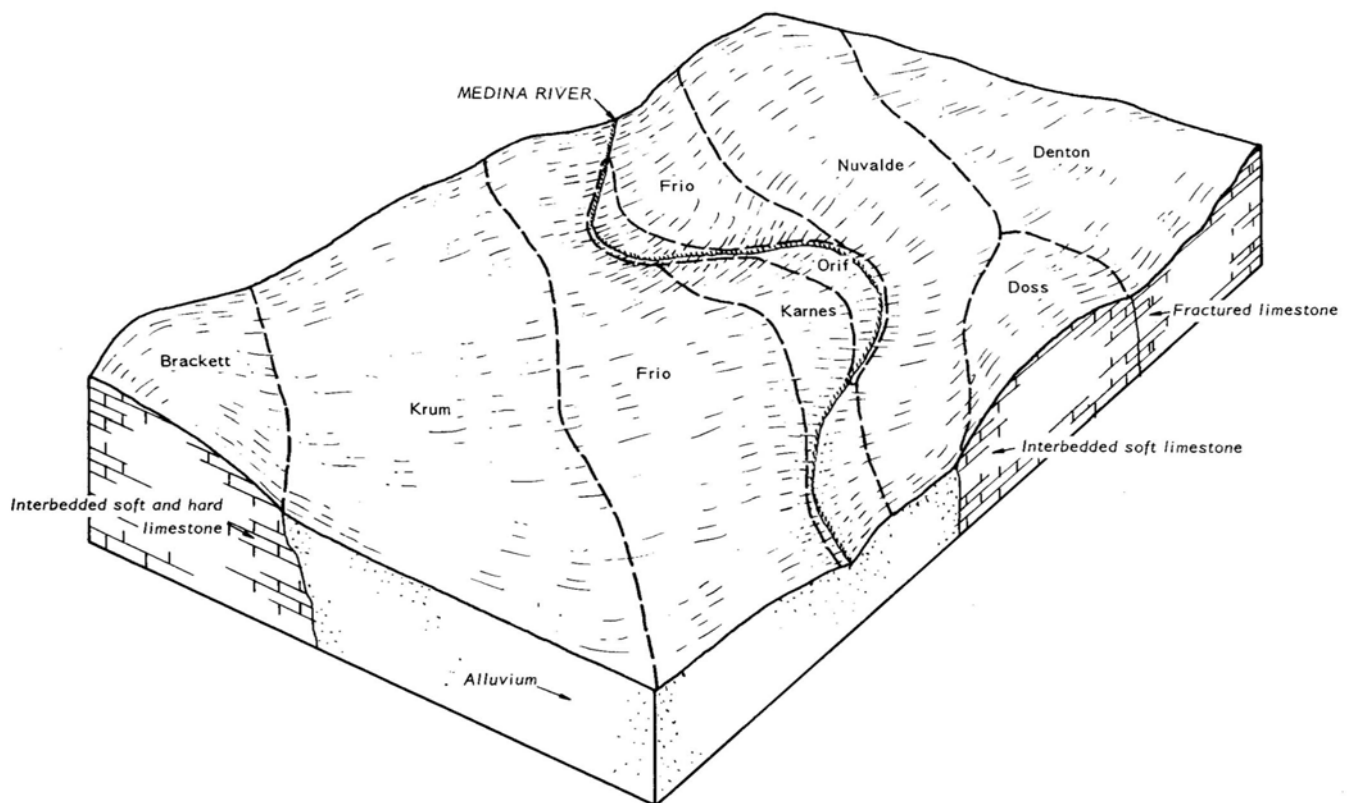 MEDINA RIVER
Denton
Nuvalde
Frio
Orif
Doss
Karnes
Fractured limestone
Brackett
Frio
Krum
Interbedded soft limestone
Interbedded soft and hard
limestone
Alluvium